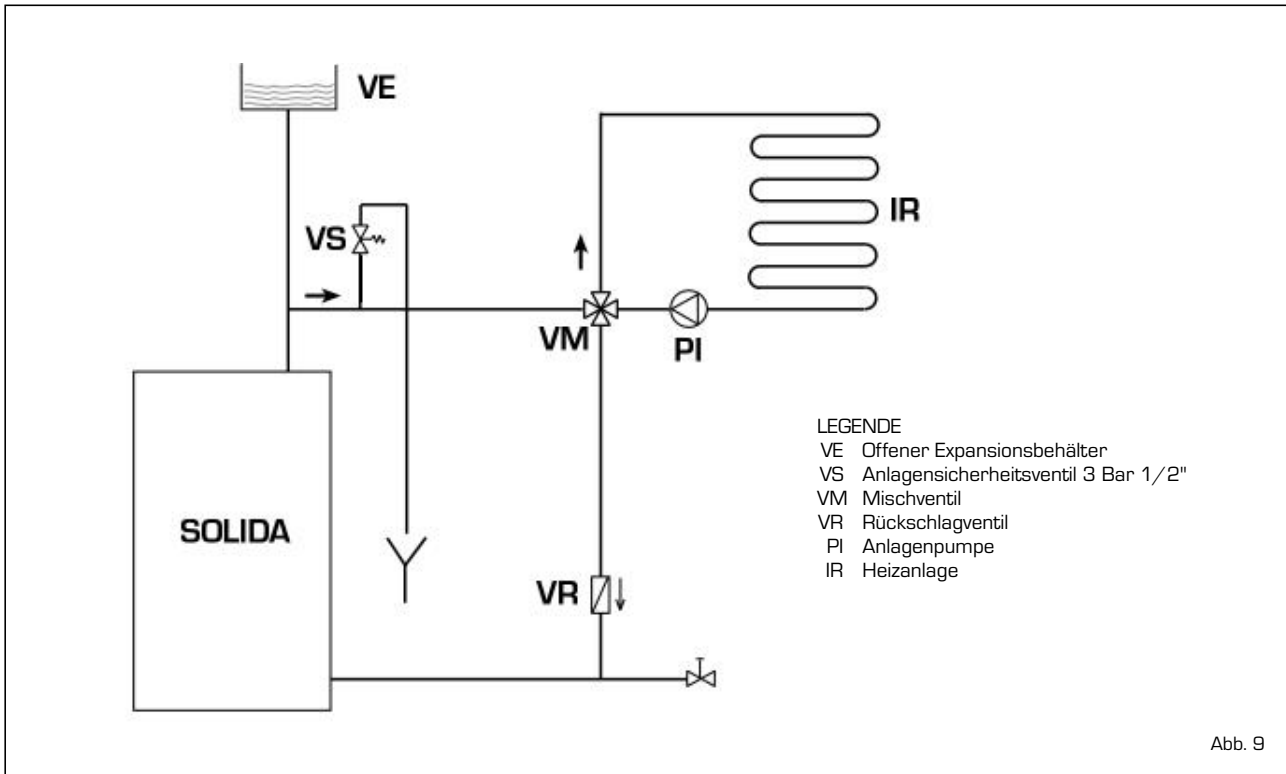 VE
VS
IR
VM
PI
SOLIDA
VR
LEGENDE
VE Offener Expansionsbehälter
VS Anlagensicherheitsventil 3 Bar 1/2"
VM Mischventil
VR Rückschlagventil
PI Anlagenpumpe
IR Heizanlage
Abb. 9